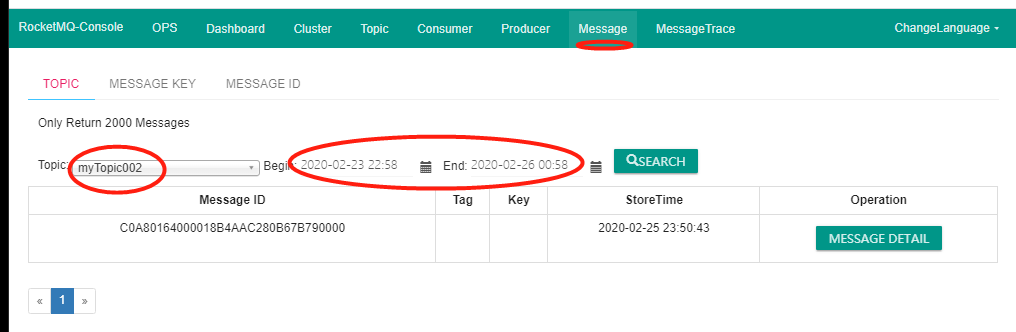 RocketMQ-Console OPS Dashboard Cluster Topic Consumer Producer Message MessageTrace ChangeLanguage
TOPIC MESSAGE KEY MESSAGE ID
Only Return 2000 Messages
Topic: myTopic002 Begin: 2020-02-23 22:58 End: 2020-02-26 00:58 SEARCH
Message ID Tag Key StoreTime Operation
C0A80164000018B4AAC280B67B790000 2020-02-25 23:50:43 MESSAGE DETAIL
« 1 »